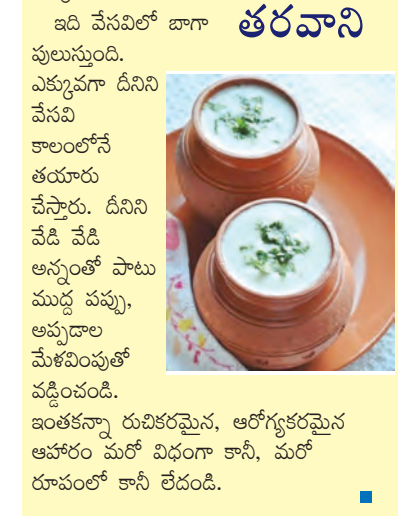 తరవాని
ఇది వేసవిలో బాగా
పులుస్తుంది.
ఎక్కువగా దీనిని
వేసవి
కాలంలోనే
తయారు
చేస్తారు. దీనిని
వేడి వేడి
అన్నంతో పాటు
ముద్ద పప్పు,
అప్పడాల
మేళవింపుతో
వడ్డించండి.
ఇంతకన్నా రుచికరమైన, ఆరోగ్యకరమైన
ఆహారం మరో విధంగా కానీ, మరో
రూపంలో కానీ లేదండి.